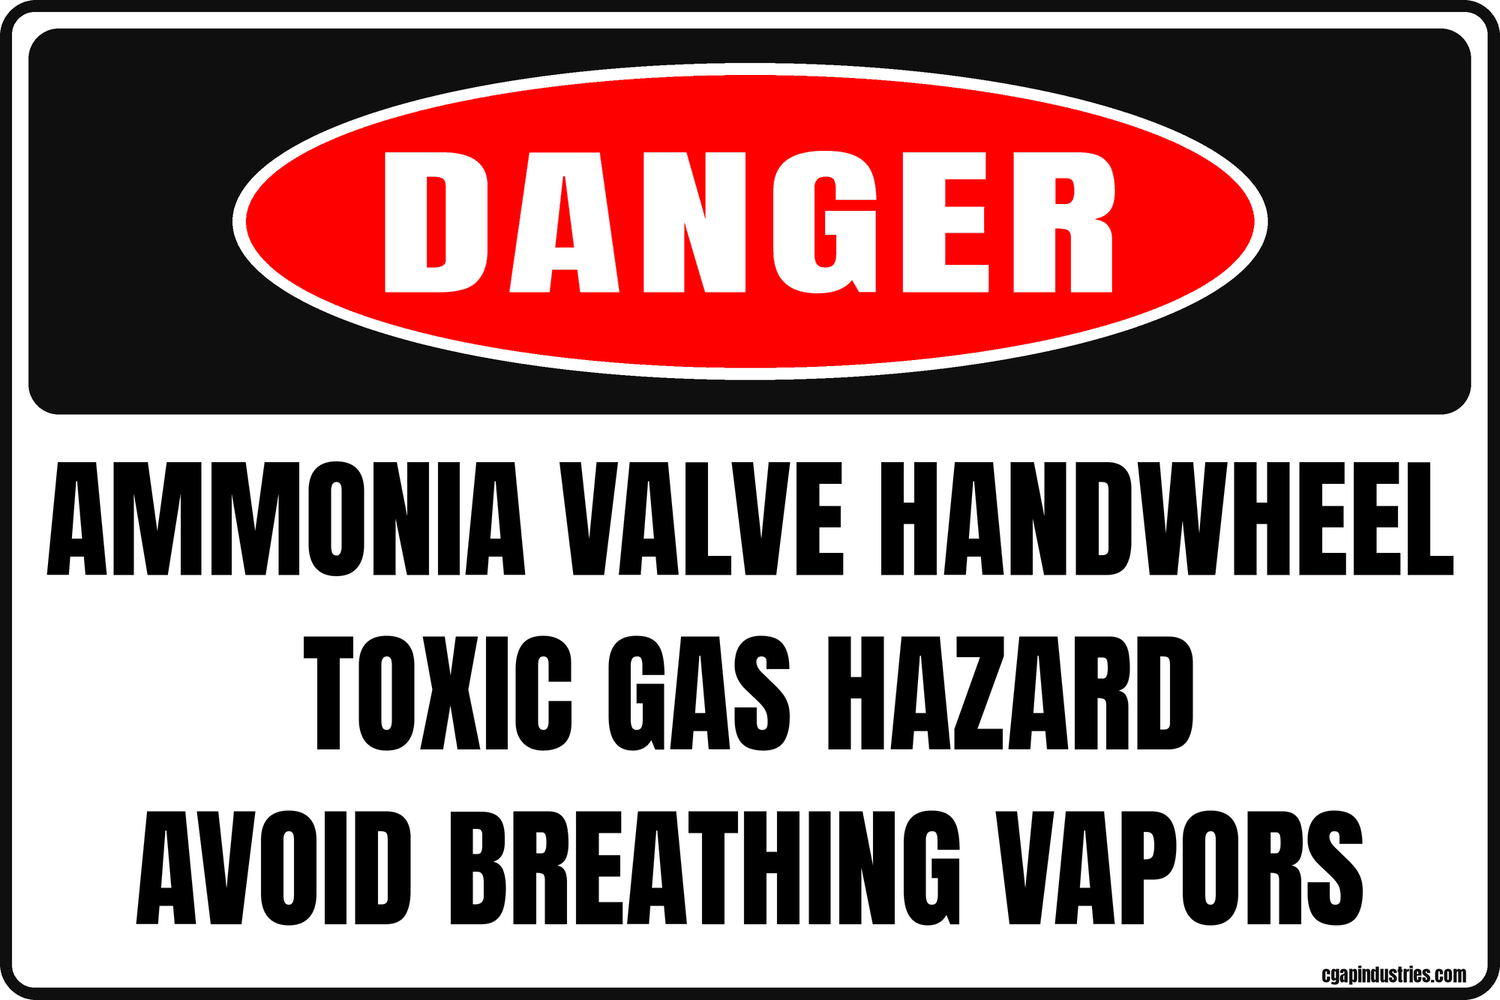 DANGER
AMMONIA VALVE HANDWHEEL
TOXIC GAS HAZARD
AVOID BREATHING VAPORS
cgapindustries.com